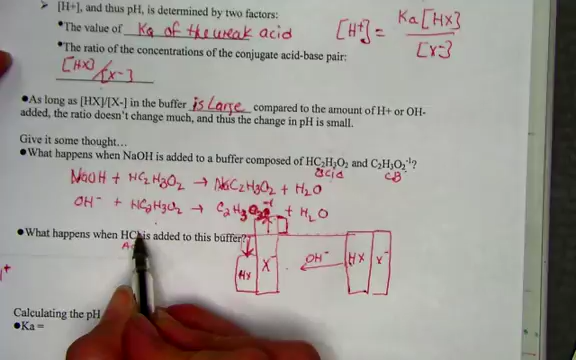 ➢ [H+], and thus pH, is determined by two factors:
•The value of Ka of the weak acid
[H+] = Ka[HX]
[X-]
•The ratio of the concentrations of the conjugate acid-base pair:
[HX]/[X-]
●As long as [HX]/[X-] in the buffer is Large compared to the amount of H+ or OH-
added, the ratio doesn't change much, and thus the change in pH is small.
Give it some thought…
●What happens when NaOH is added to a buffer composed of HC2H3O2 and C2H3O2-1?
acid CB
NaOH + HC2H3O2 → NaC2H3O2 + H2O
OH- + HC2H3O2 → C2H3O2-1 + H2O
●What happens when HCl is added to this buffer?
HX X- OH- HX X-
Calculating the pH
●Ka =